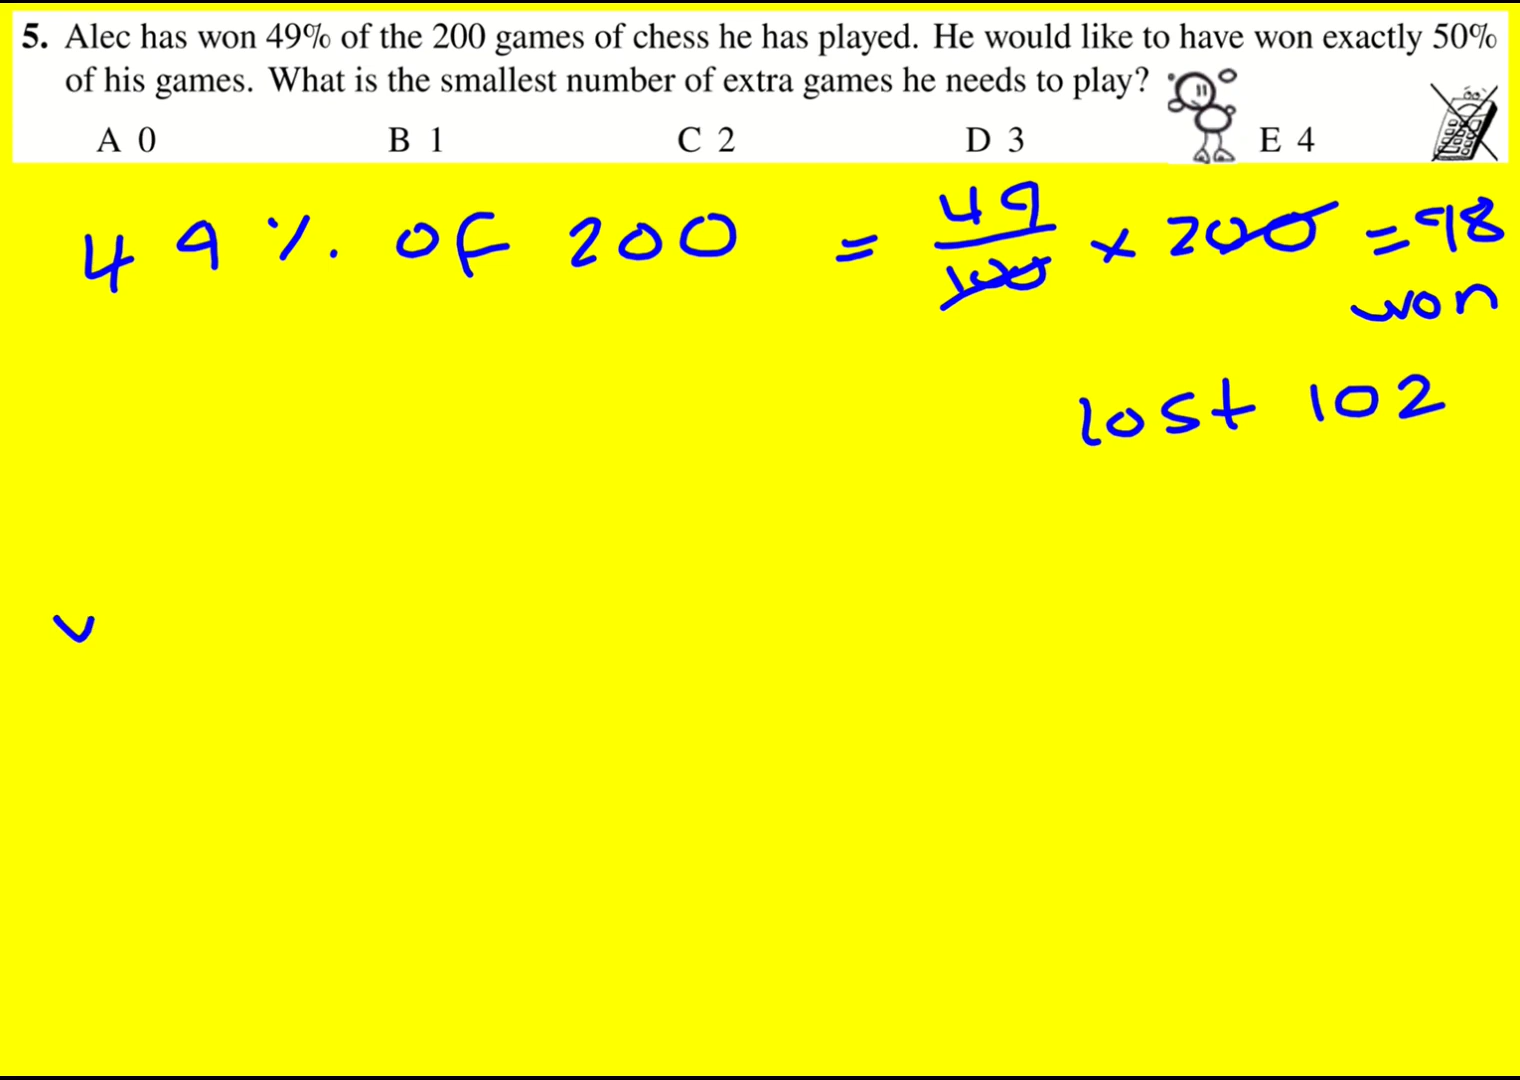 5. Alec has won 49% of the 200 games of chess he has played. He would like to have won exactly 50%
of his games. What is the smallest number of extra games he needs to play?
A 0 B 1 C 2 D 3 E 4
49 %. of 200 = 49/100 × 200 = 98
won
lost 102